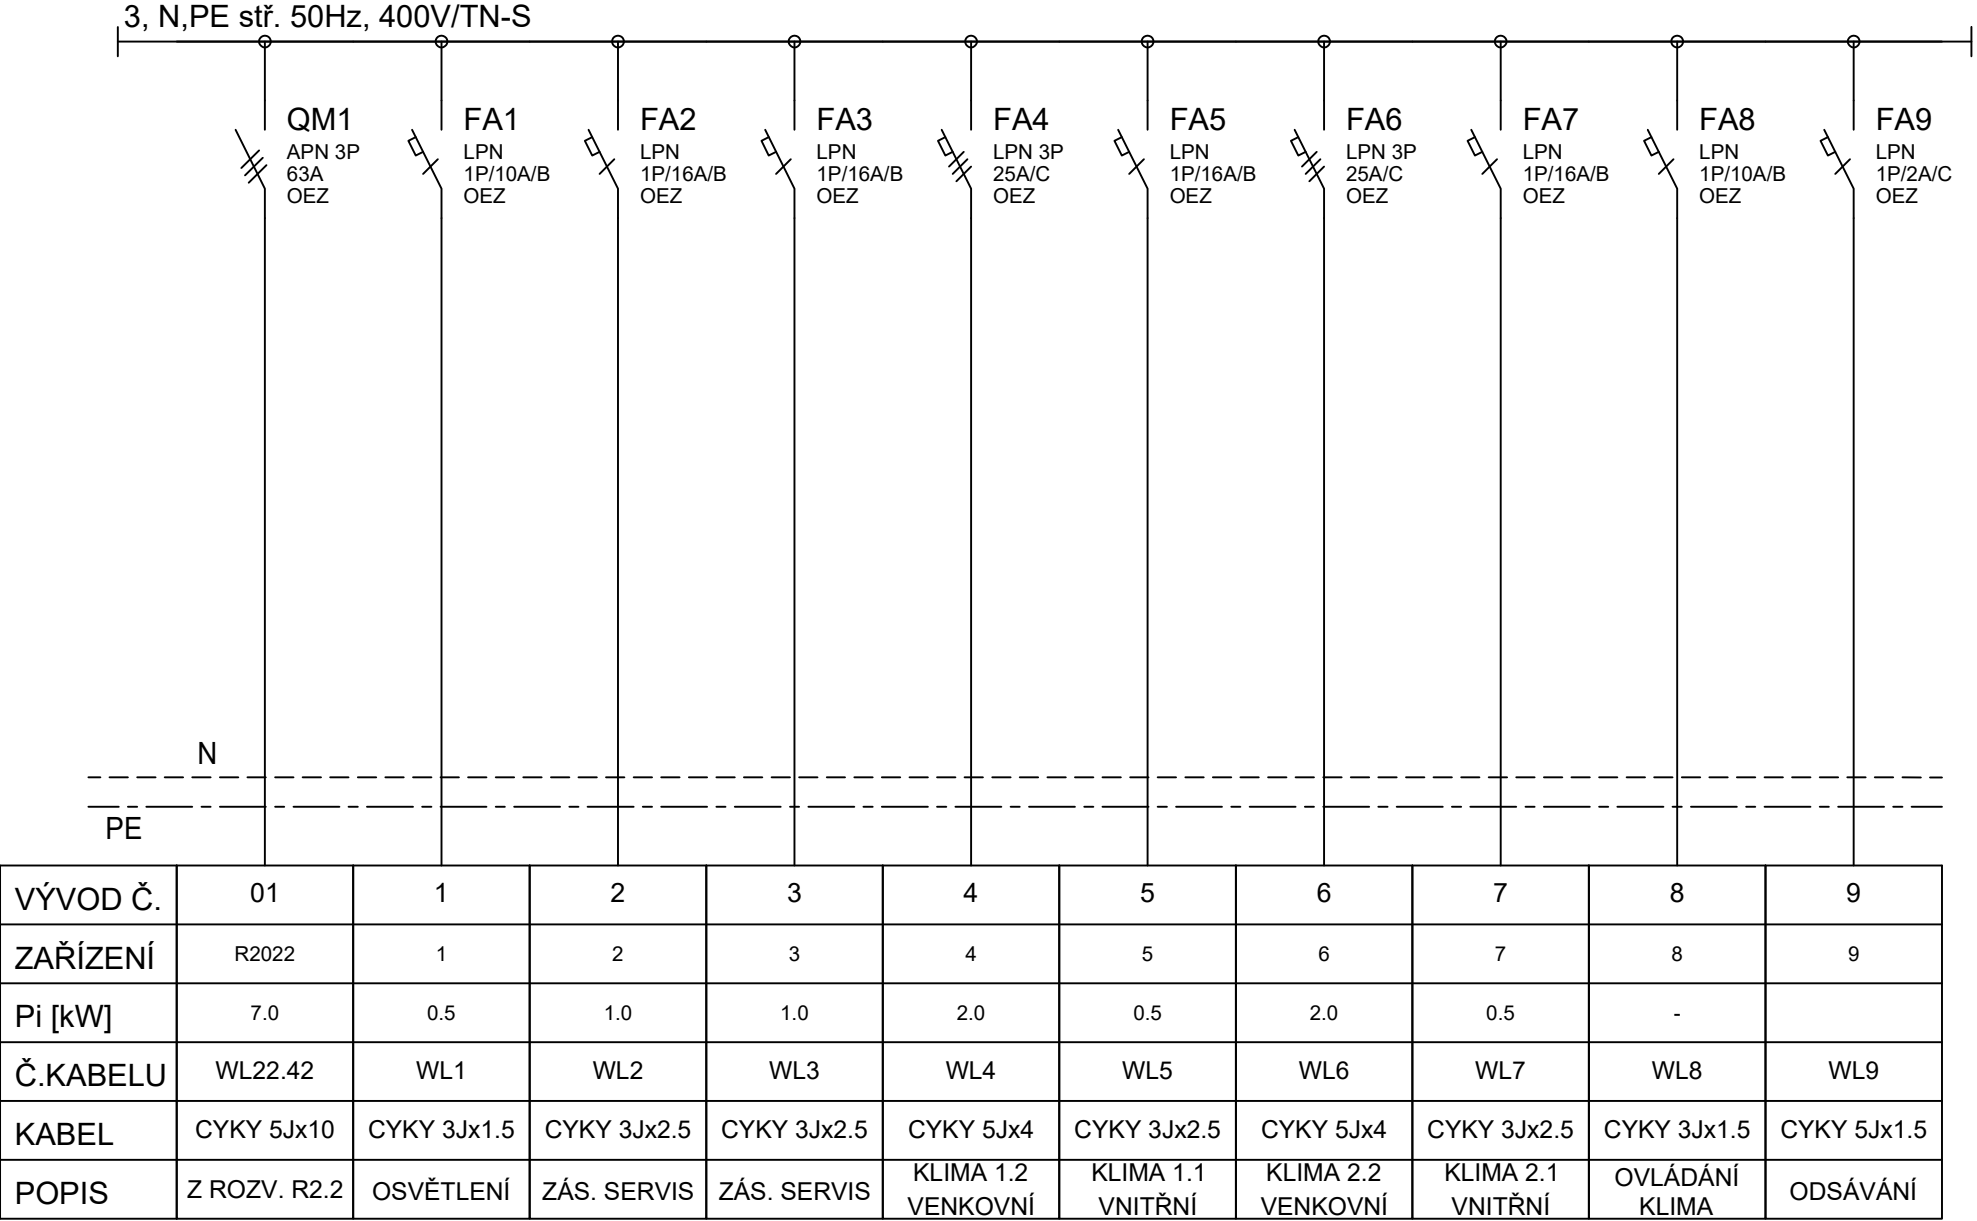 3, N,PE stř. 50Hz, 400V/TN-S
QM1
APN 3P
63A
OEZ
FA1
LPN
1P/10A/B
OEZ
FA2
LPN
1P/16A/B
OEZ
FA3
LPN
1P/16A/B
OEZ
FA4
LPN 3P
25A/C
OEZ
FA5
LPN
1P/16A/B
OEZ
FA6
LPN 3P
25A/C
OEZ
FA7
LPN
1P/16A/B
OEZ
FA8
LPN
1P/10A/B
OEZ
FA9
LPN
1P/2A/C
OEZ
N
PE
VÝVOD Č. 01 1 2 3 4 5 6 7 8 9
ZAŘÍZENÍ R2022 1 2 3 4 5 6 7 8 9
Pi [kW] 7.0 0.5 1.0 1.0 2.0 0.5 2.0 0.5 -
Č.KABELU WL22.42 WL1 WL2 WL3 WL4 WL5 WL6 WL7 WL8 WL9
KABEL CYKY 5Jx10 CYKY 3Jx1.5 CYKY 3Jx2.5 CYKY 3Jx2.5 CYKY 5Jx4 CYKY 3Jx2.5 CYKY 5Jx4 CYKY 3Jx2.5 CYKY 3Jx1.5 CYKY 5Jx1.5
POPIS
Z ROZV. R2.2
OSVĚTLENÍ
ZÁS. SERVIS
ZÁS. SERVIS
KLIMA 1.2
VENKOVNÍ
KLIMA 1.1
VNITŘNÍ
KLIMA 2.2
VENKOVNÍ
KLIMA 2.1
VNITŘNÍ
OVLÁDÁNÍ
KLIMA
ODSÁVÁNÍ